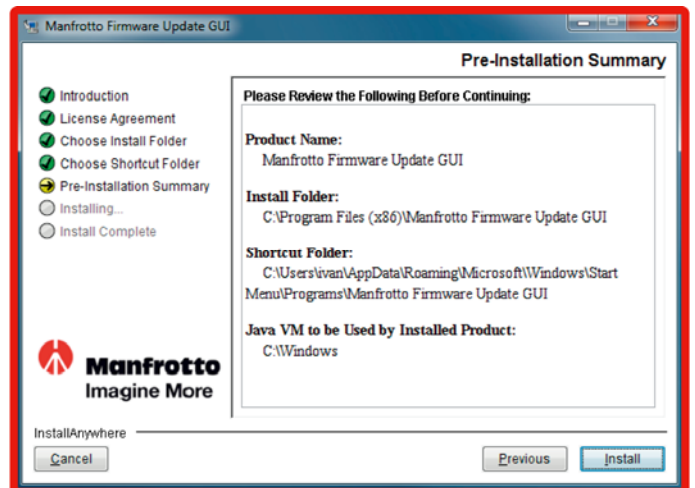 Manfrotto Firmware Update GUI
Pre-Installation Summary
Introduction
License Agreement
Choose Install Folder
Choose Shortcut Folder
Pre-Installation Summary
Installing...
Install Complete
Please Review the Following Before Continuing:
Product Name:
Manfrotto Firmware Update GUI
Install Folder:
C:\Program Files (x86)\Manfrotto Firmware Update GUI
Shortcut Folder:
C:\Users\ivan\AppData\Roaming\Microsoft\Windows\Start
Menu\Programs\Manfrotto Firmware Update GUI
Java VM to be Used by Installed Product:
C:\Windows
Manfrotto
Imagine More
InstallAnywhere
Cancel
Previous
Install